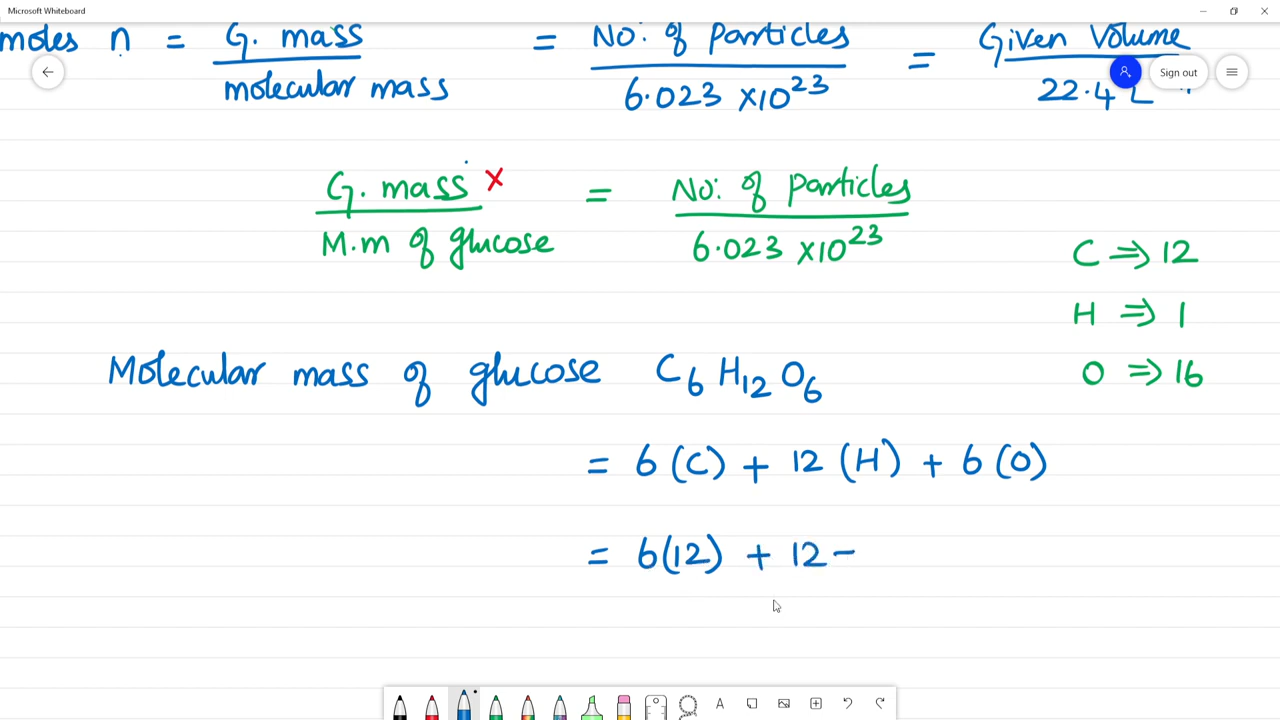 Microsoft Whiteboard
moles n = G. mass / molecular mass = No: of Particles / 6.023 x10^23 = Given Volume / 22.4 L
Sign out
G. mass x / M.m of glucose = No: of Particles / 6.023 x10^23
C ⇒ 12
H ⇒ 1
O ⇒ 16
Molecular mass of glucose C₆ H₁₂ O₆
= 6 (C) + 12 (H) + 6 (O)
= 6(12) + 12 -
A